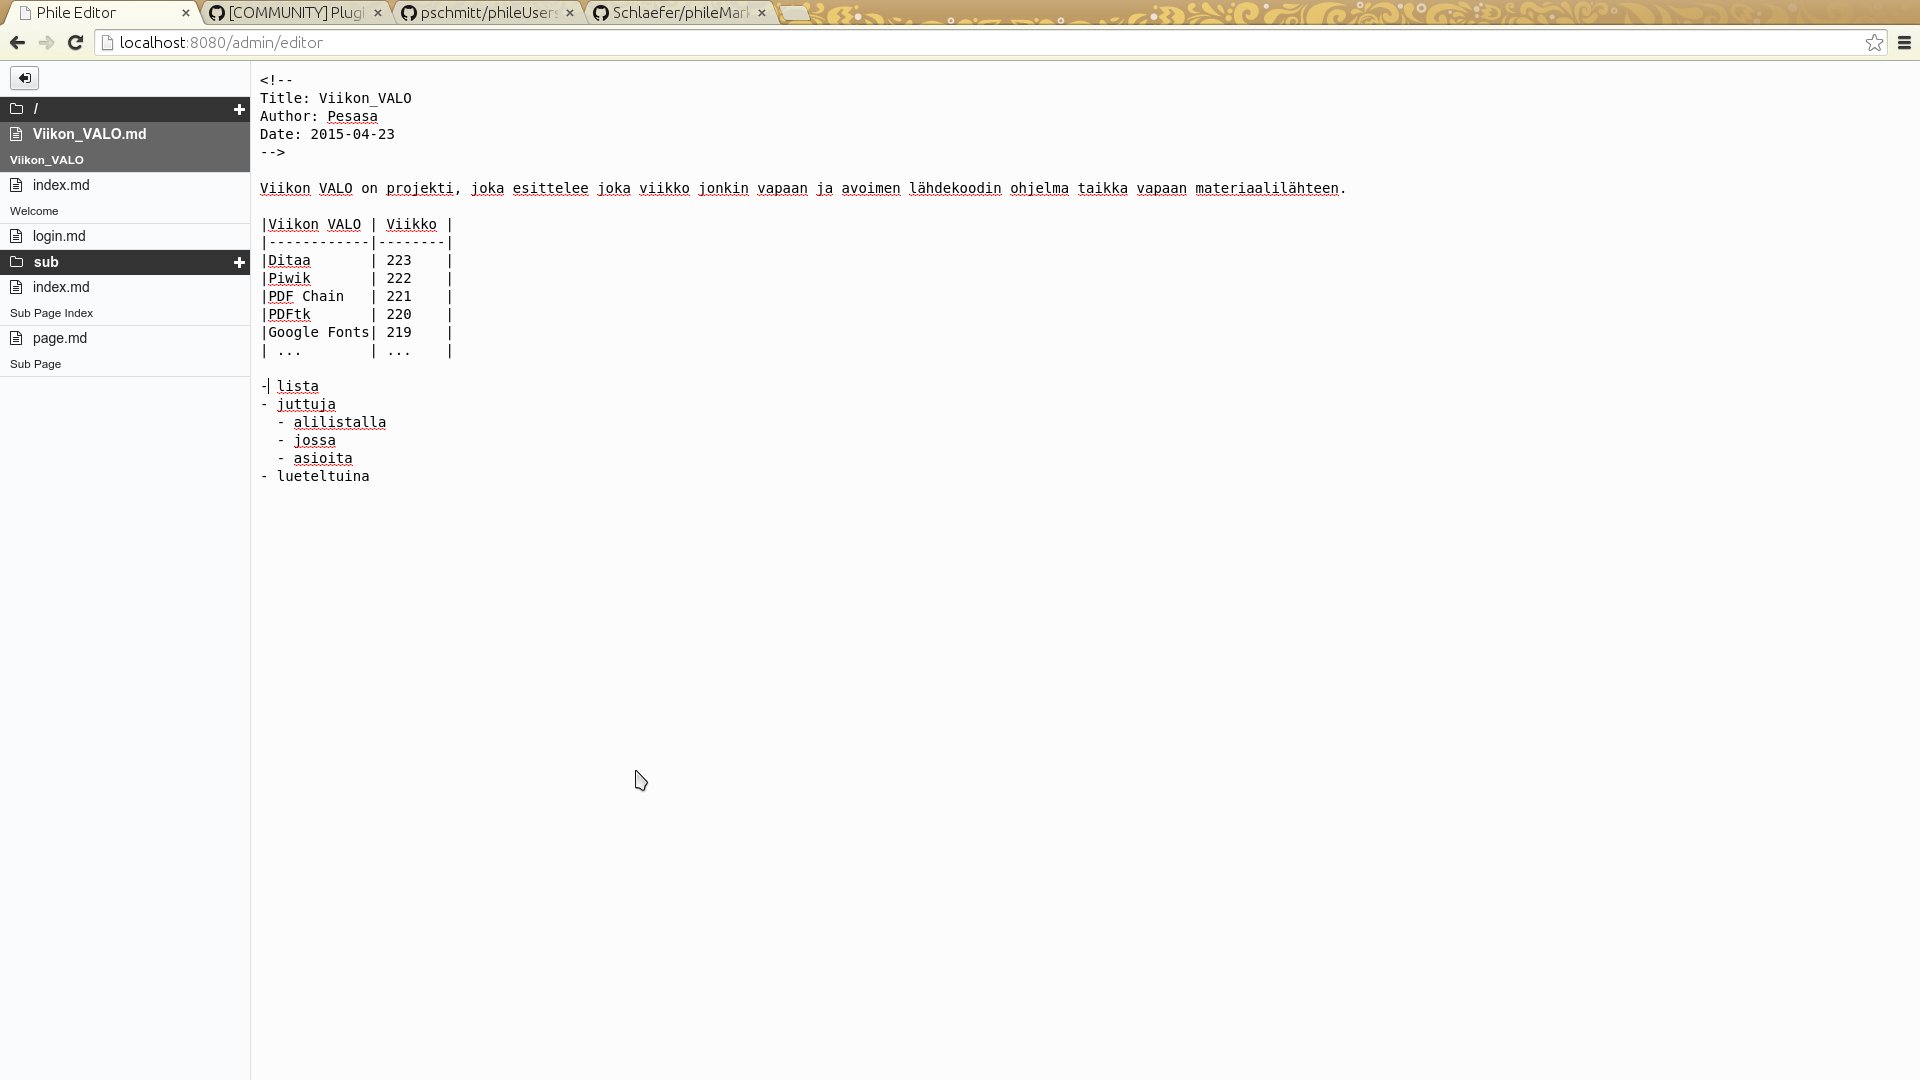 Phile Editor
[COMMUNITY] Plugi
pschmitt/phileUsers
Schlaefer/phileMar
localhost:8080/admin/editor
/
Viikon_VALO.md
Viikon_VALO
index.md
Welcome
login.md
sub
index.md
Sub Page Index
page.md
Sub Page
<!--
Title: Viikon_VALO
Author: Pesasa
Date: 2015-04-23
-->
Viikon VALO on projekti, joka esittelee joka viikko jonkin vapaan ja avoimen lähdekoodin ohjelma taikka vapaan materiaalilähteen.
|Viikon VALO | Viikko |
|------------|--------|
|Ditaa       | 223    |
|Piwik       | 222    |
|PDF Chain   | 221    |
|PDFtk       | 220    |
|Google Fonts| 219    |
| ...        | ...    |
- lista
- juttuja
  - alilistalla
  - jossa
  - asioita
- lueteltuina